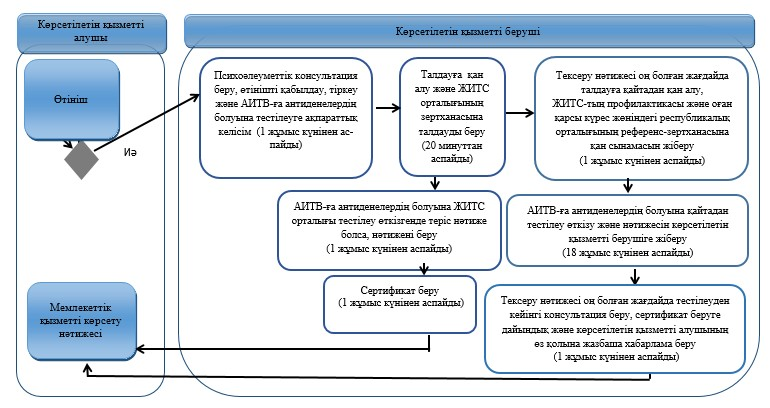 Көрсетілетін қызметті
алушы
Көрсетілетін қызметті беруші
Өтініш
Иә
Психоәлеуметтік консультация
беру, өтінішті қабылдау, тіркеу
және АИТВ-ға антиденелердің
болуына тестілеуге ақпараттық
келісім (1 жұмыс күнінен ас-
пайды)
Талдауға қан
алу және ЖИТС
орталығының
зертханасына
талдауды беру
(20 минуттан
аспайды)
Тексеру нәтижесі оң болған жағдайда
талдауға қайтадан қан алу,
ЖИТС-тың профилактикасы және оған
қарсы күрес жөніндегі республикалық
орталығының референс-зертханасына
қан сынамасын жіберу
(1 жұмыс күнінен аспайды)
АИТВ-ға антиденелердің болуына ЖИТС
орталығы тестілеу өткізгенде теріс нәтиже
болса, нәтижені беру
(1 жұмыс күнінен аспайды)
АИТВ-ға антиденелердің болуына қайтадан
тестілеу өткізу және нәтижесін көрсетілетін
қызметті берушіге жіберу
(18 жұмыс күнінен аспайды)
Сертификат беру
(1 жұмыс күнінен аспайды)
Тексеру нәтижесі оң болған жағдайда тестілеуден
кейінгі консультация беру, сертификат беруге
дайындық және көрсетілетін қызметті алушының
өз қолына жазбаша хабарлама беру
(1 жұмыс күнінен аспайды)
Мемлекеттік
қызметті көрсету
нәтижесі